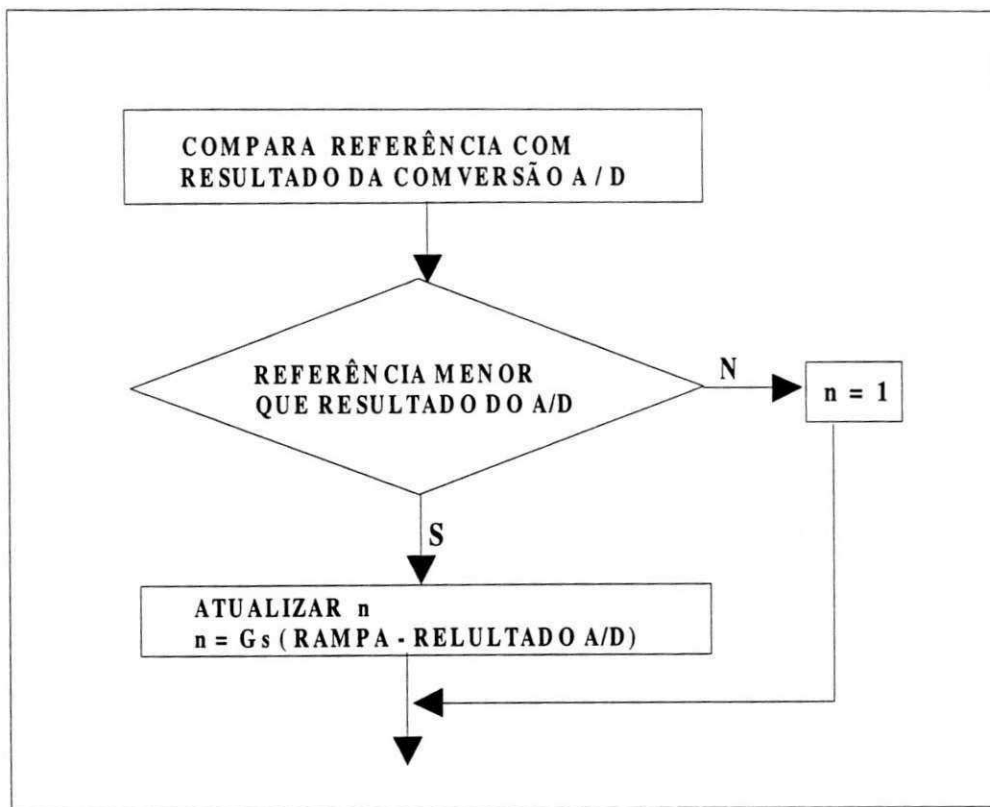 COMPARA REFERÊNCIA COM
RESULTADO DA COMVERSÃO A / D
REFERÊNCIA MENOR
QUE RESULTADO DO A/D
N
n = 1
S
ATUALIZAR n
n = Gs ( RAMPA - RELULTADO A/D)